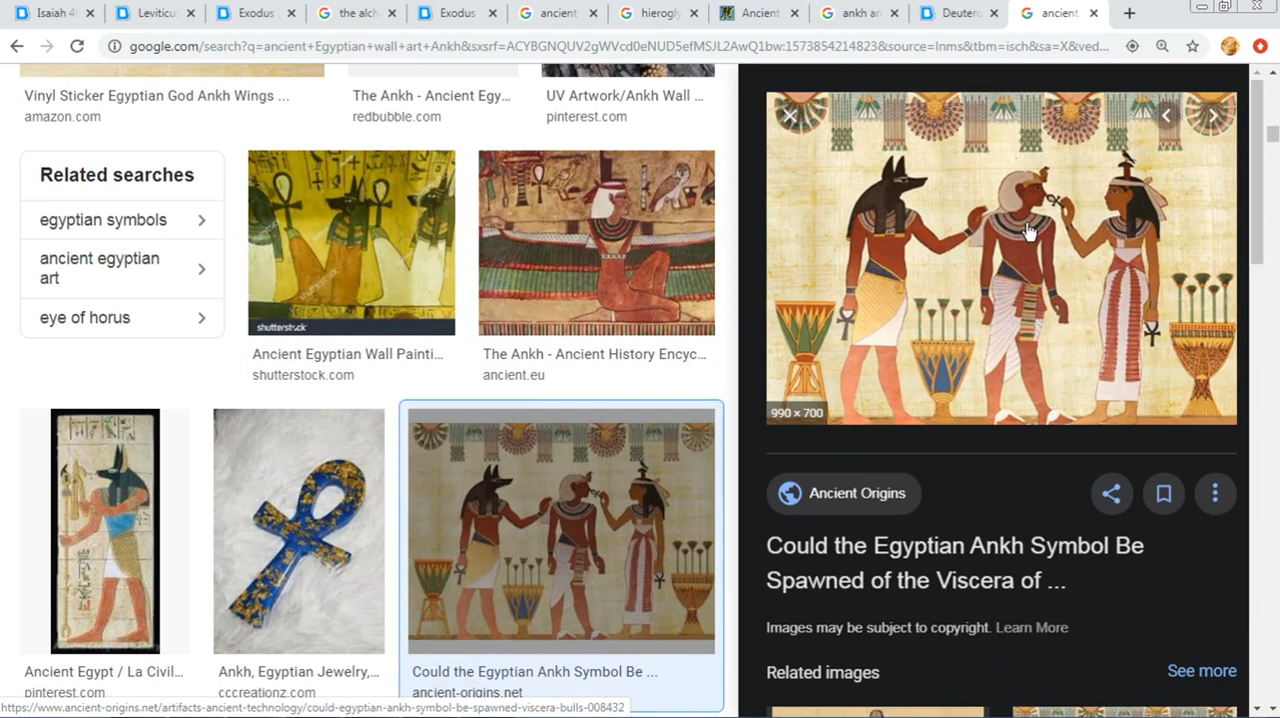 Isaiah 4
Leviticus
Exodus
the alch
Exodus
ancient
hierogly
Ancient
ankh an
Deutero
ancient
google.com/search?q=ancient+Egyptian+wall+art+Ankh&sxsrf=ACYBGNQUV2gWVcd0eNUD5efMSJL2AwQ1bw:1573854214823&source=lnms&tbm=isch&sa=X&ved...
Vinyl Sticker Egyptian God Ankh Wings ...
amazon.com
The Ankh - Ancient Egy...
redbubble.com
UV Artwork/Ankh Wall ...
pinterest.com
Related searches
egyptian symbols
ancient egyptian
art
eye of horus
shutterstock
Ancient Egyptian Wall Painti...
shutterstock.com
The Ankh - Ancient History Encyc...
ancient.eu
Ancient Egypt / La Civil...
pinterest.com
Ankh, Egyptian Jewelry,...
cccreationz.com
Could the Egyptian Ankh Symbol Be ...
ancient-origins.net
990 × 700
Ancient Origins
Could the Egyptian Ankh Symbol Be
Spawned of the Viscera of ...
Images may be subject to copyright. Learn More
Related images
See more
https://www.ancient-origins.net/artifacts-ancient-technology/could-egyptian-ankh-symbol-be-spawned-viscera-bulls-008432